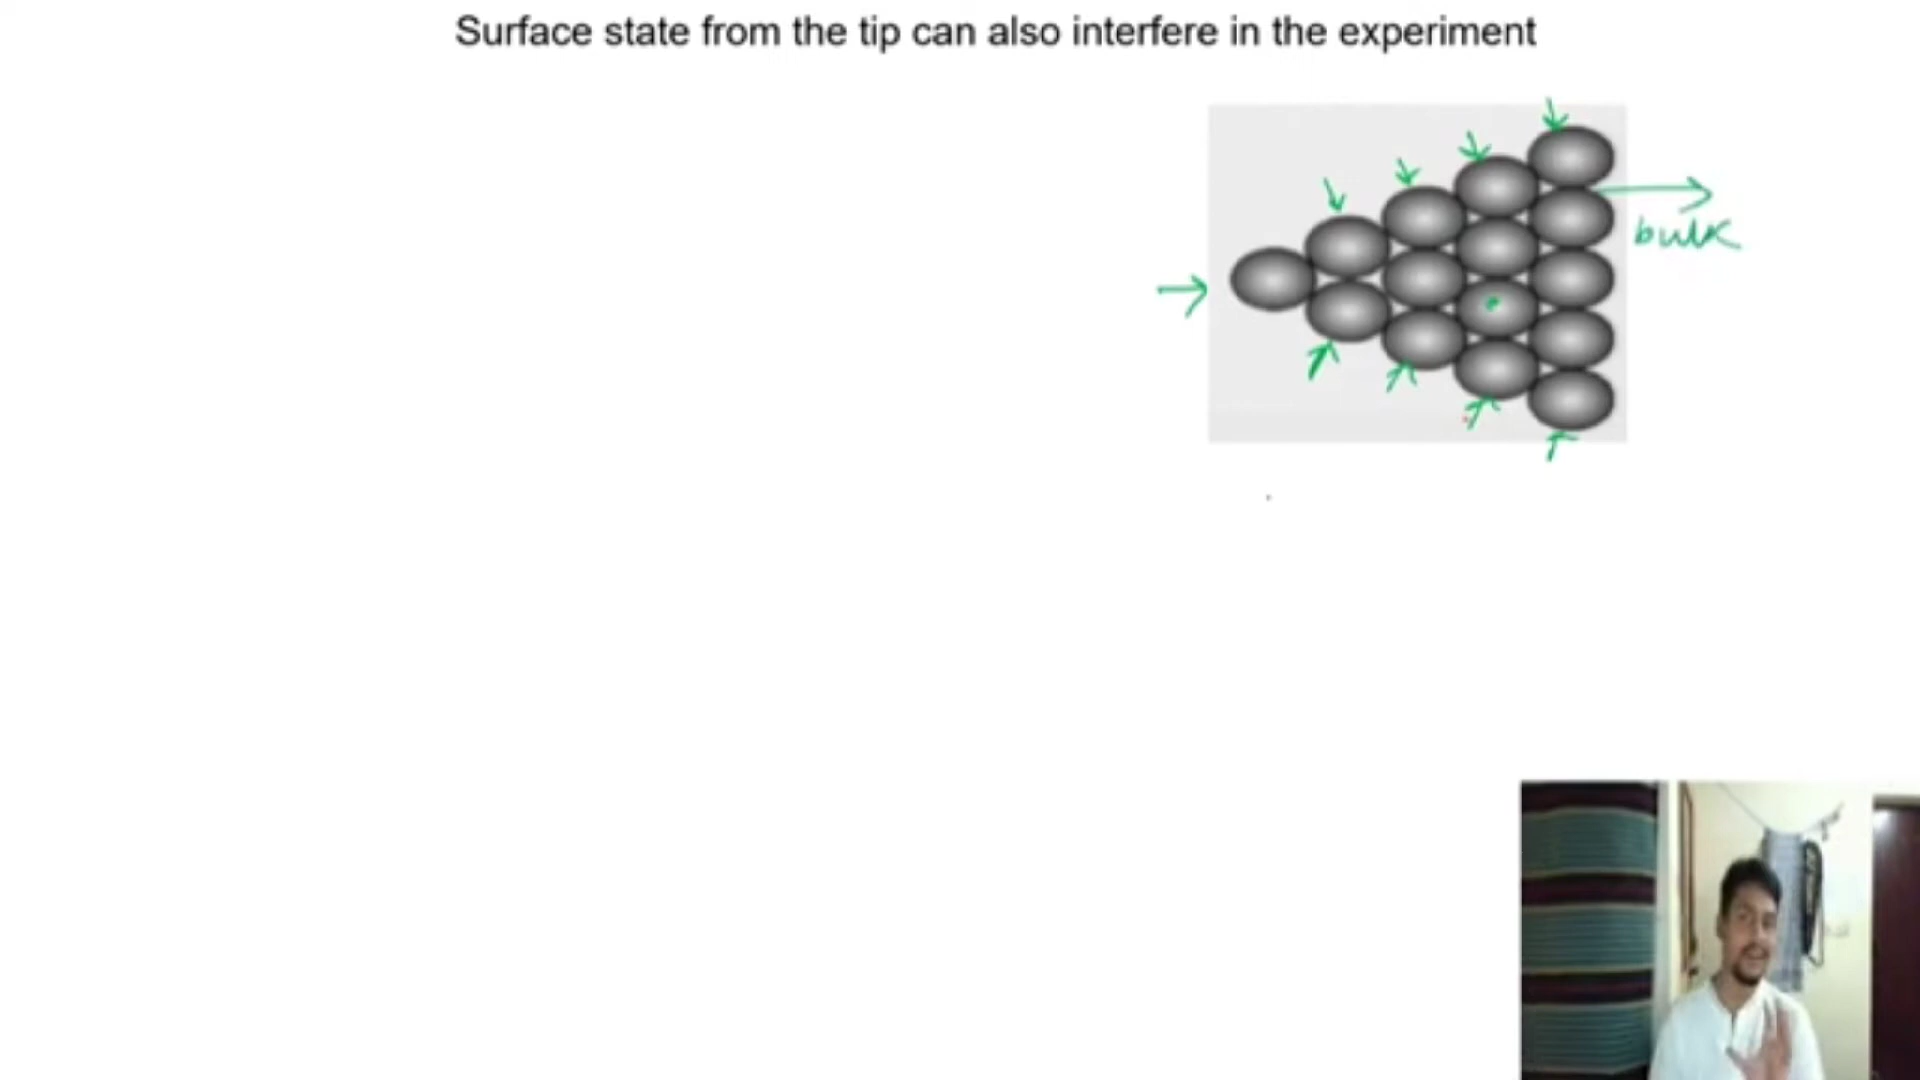 Surface state from the tip can also interfere in the experiment
bulk